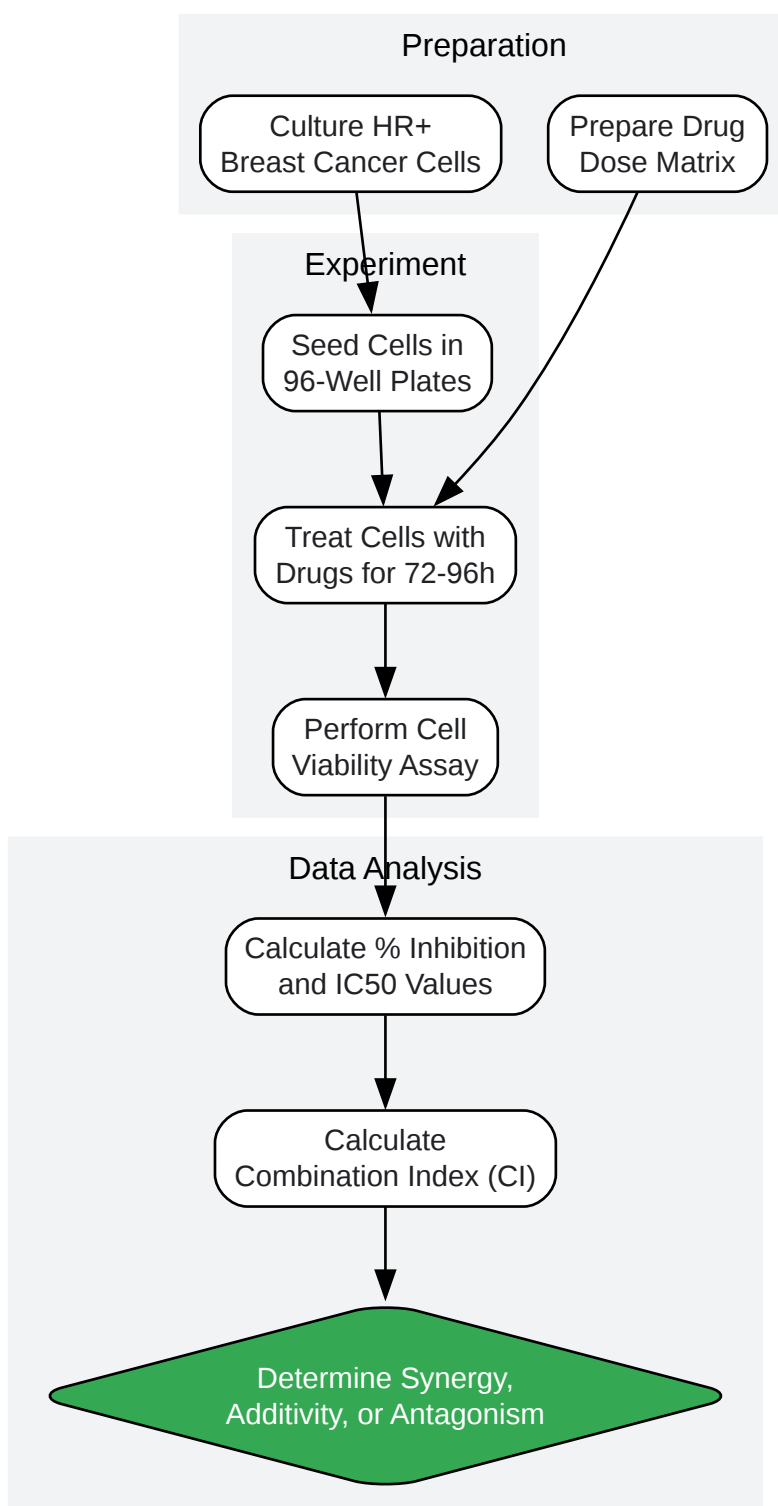 Preparation
Culture HR+
Breast Cancer Cells
Prepare Drug
Dose Matrix
Experiment
Seed Cells in
96-Well Plates
Treat Cells with
Drugs for 72-96h
Perform Cell
Viability Assay
Data Analysis
Calculate % Inhibition
and IC50 Values
Calculate
Combination Index (CI)
Determine Synergy,
Additivity, or Antagonism